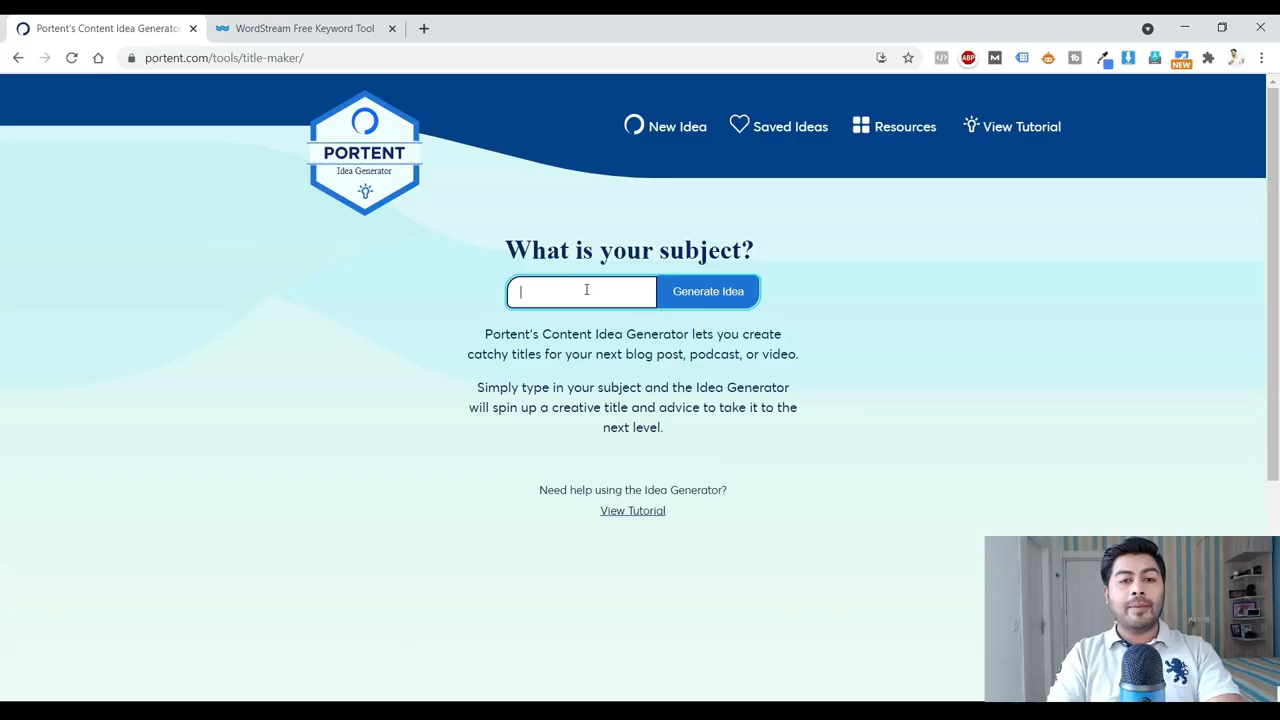 Portent's Content Idea Generator
WordStream Free Keyword Tool
portent.com/tools/title-maker/
ABP
M
tb
NEW
PORTENT
Idea Generator
New Idea
Saved Ideas
Resources
View Tutorial
What is your subject?
Generate Idea
Portent's Content Idea Generator lets you create
catchy titles for your next blog post, podcast, or video.
Simply type in your subject and the Idea Generator
will spin up a creative title and advice to take it to the
next level.
Need help using the Idea Generator?
View Tutorial